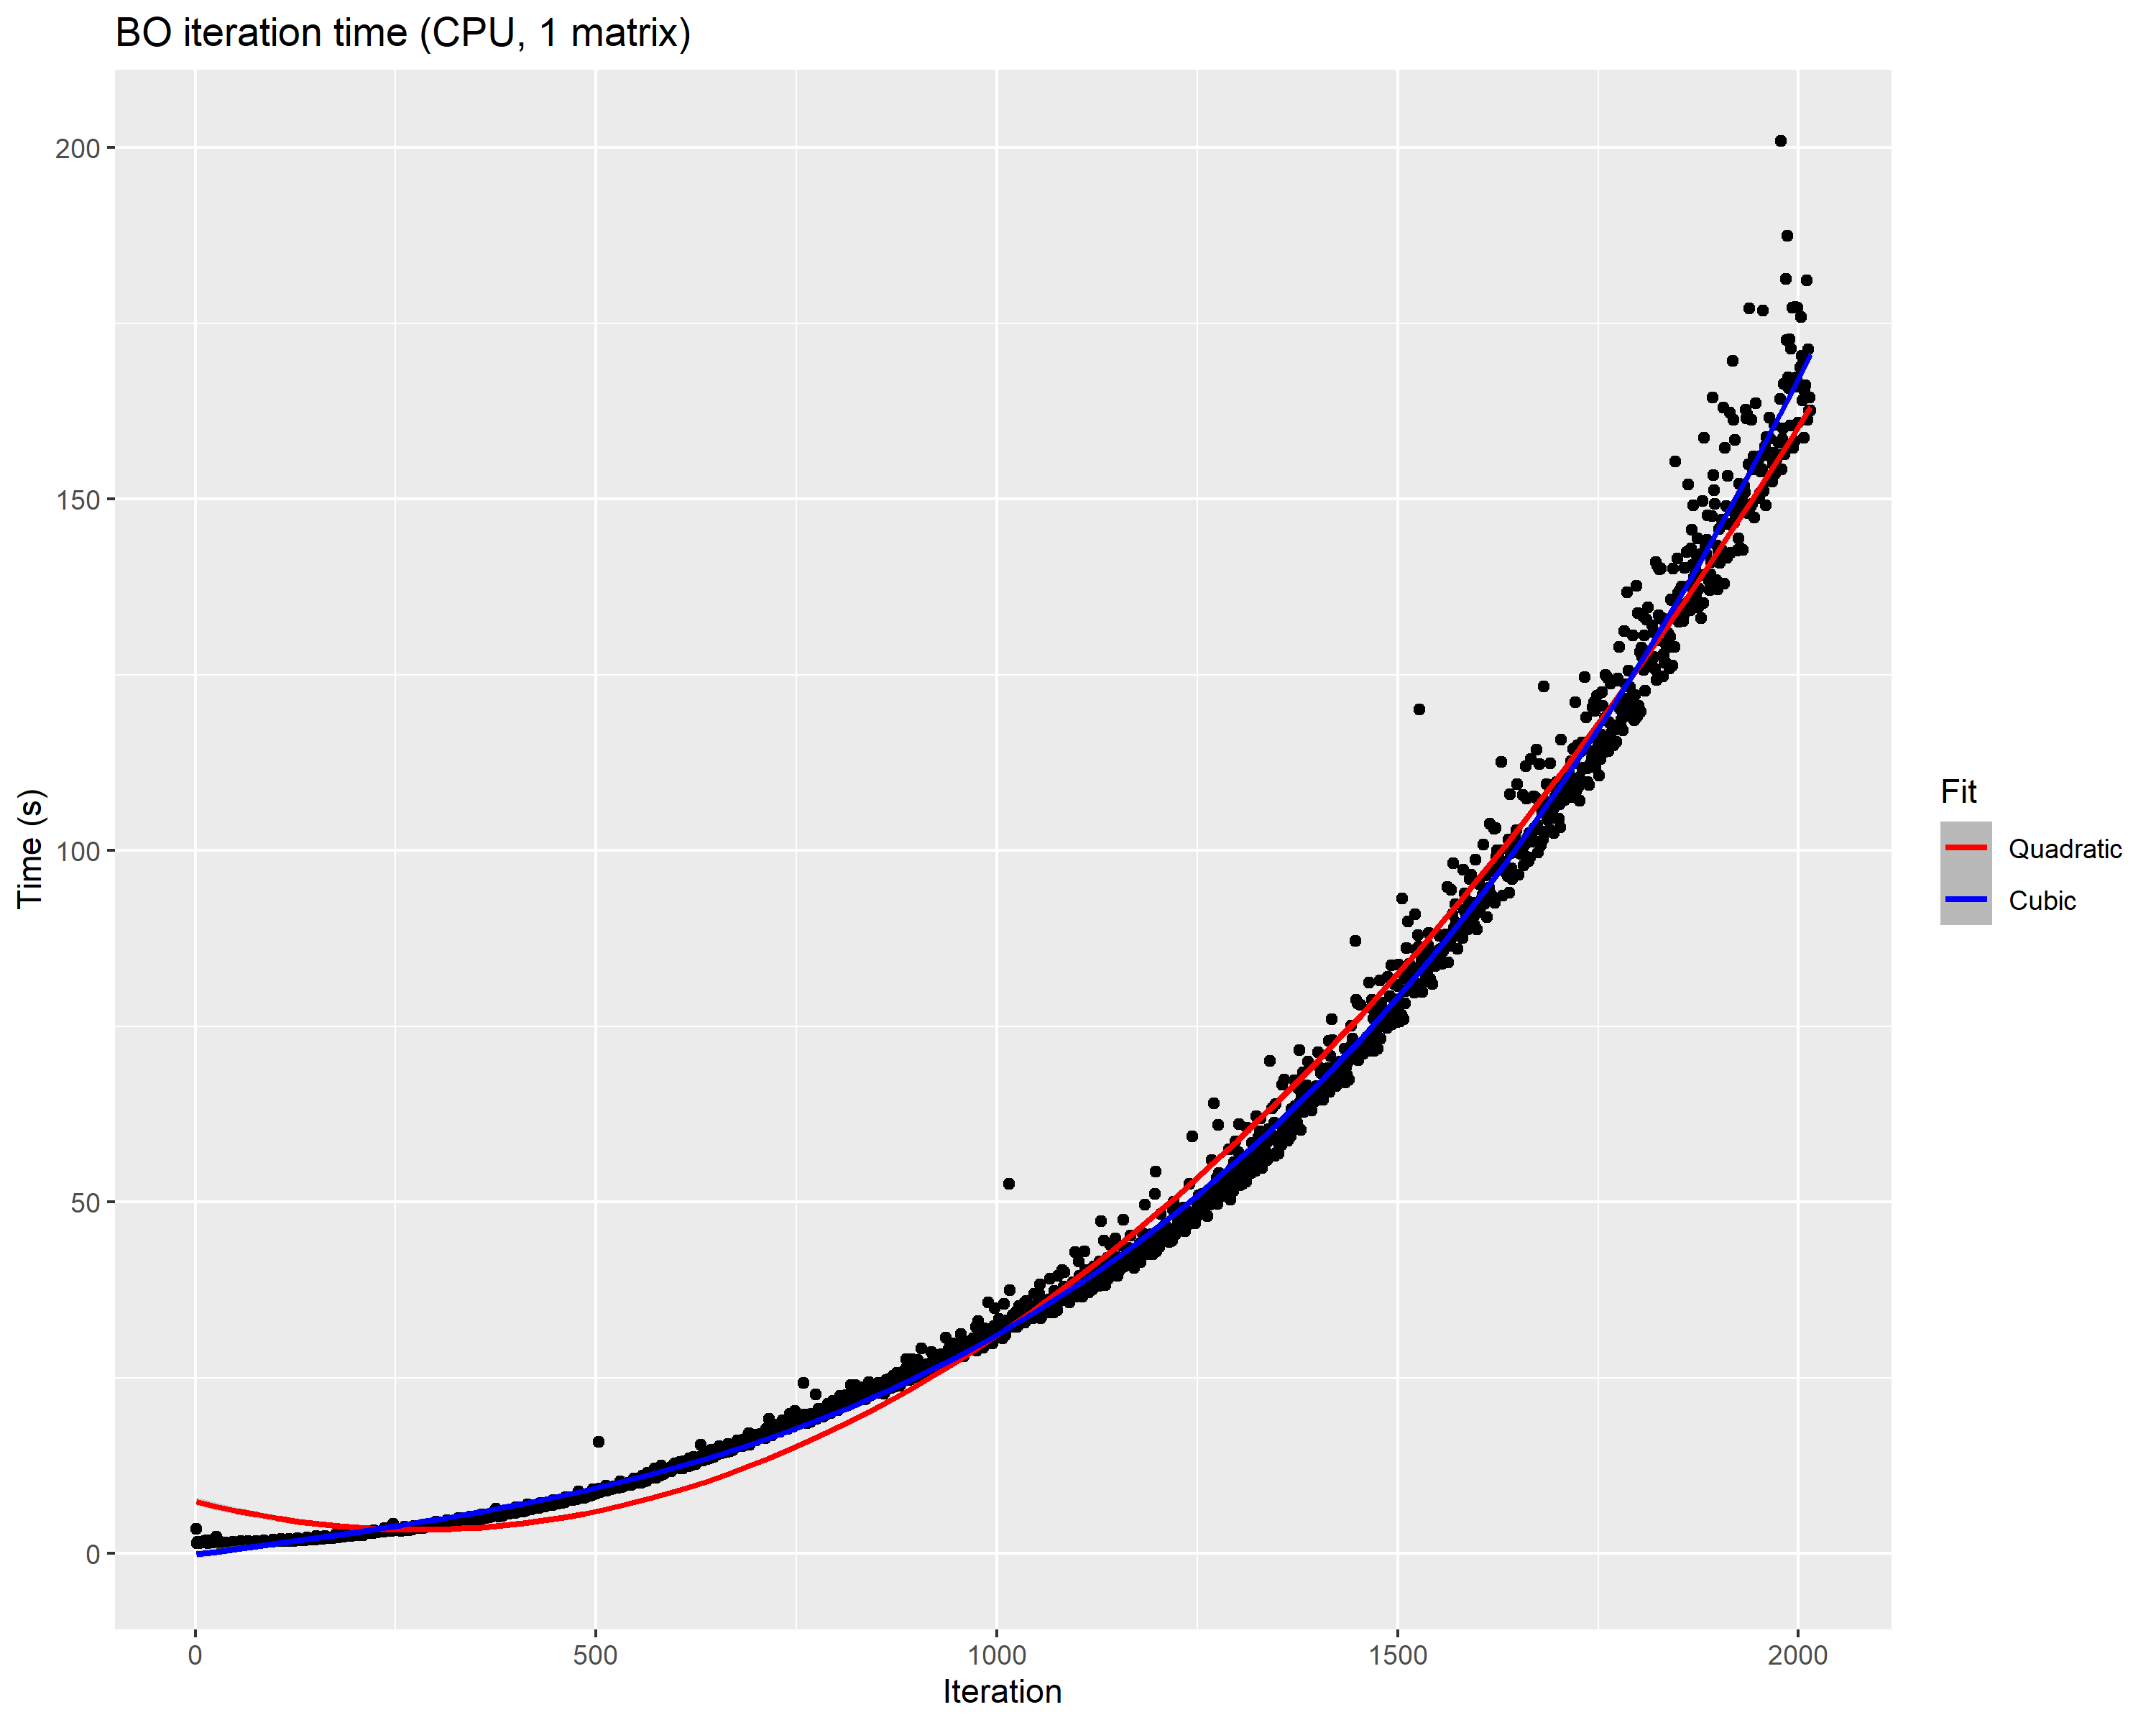 BO iteration time (CPU, 1 matrix)
200
150
100
50
0
Time (s)
0 500 1000 1500 2000
Iteration
Fit
Quadratic
Cubic